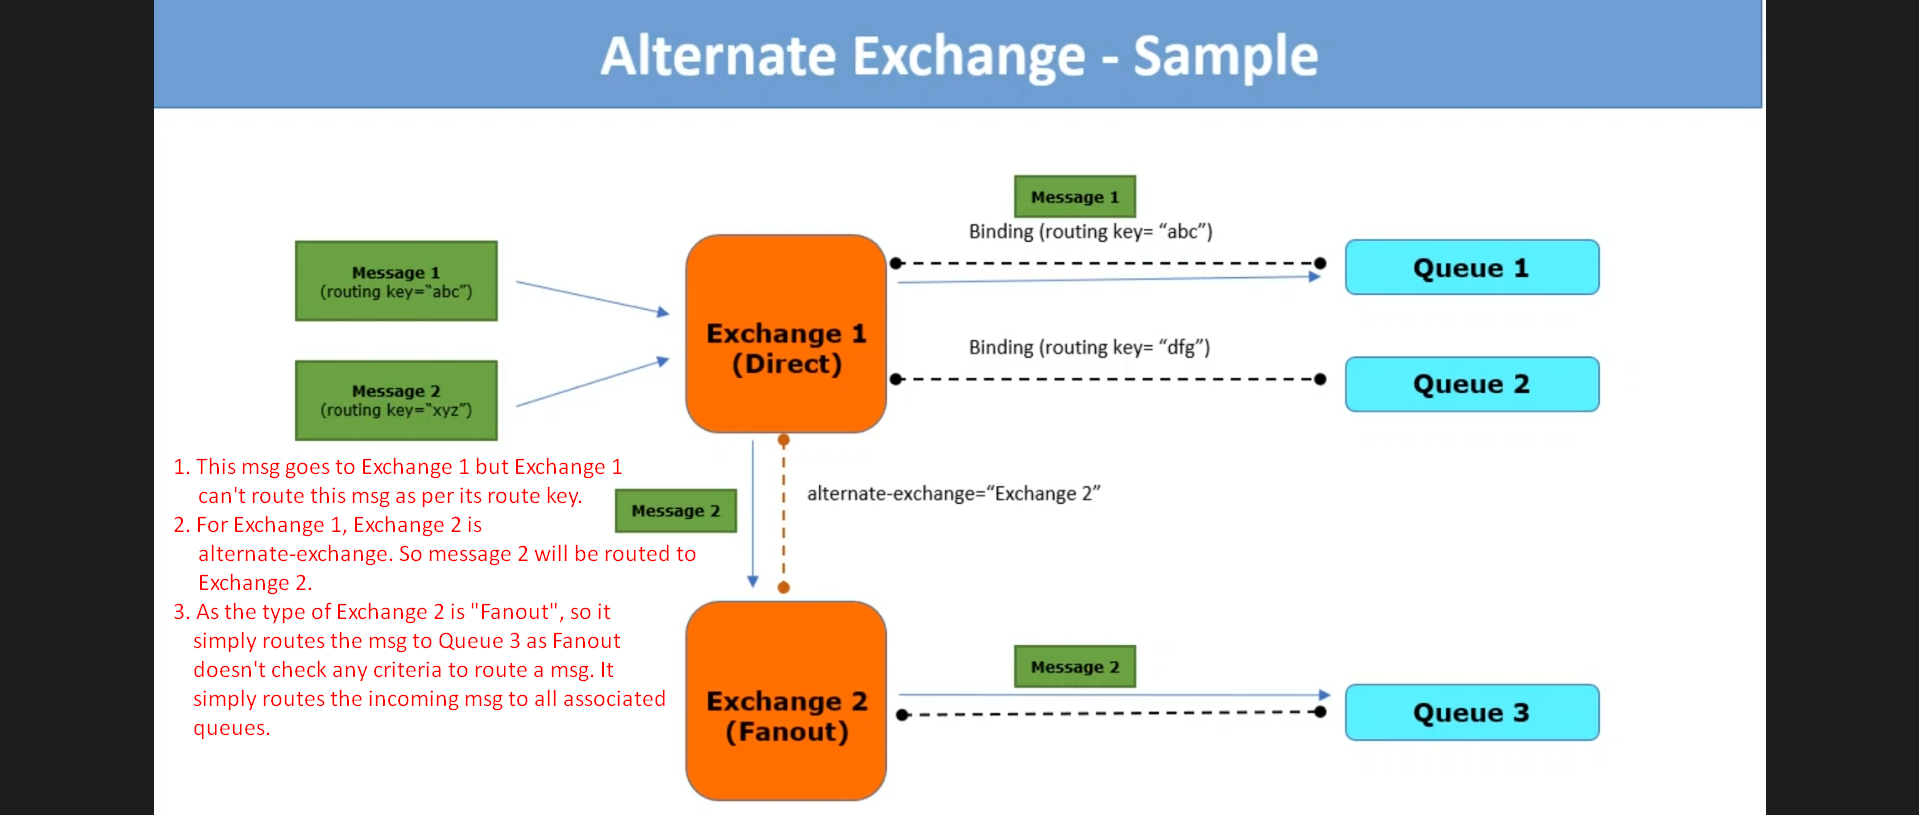 Alternate Exchange - Sample
Message 1
Binding (routing key= “abc”)
Message 1
(routing key=“abc”)
Queue 1
Exchange 1
(Direct)
Binding (routing key= “dfg”)
Message 2
(routing key=“xyz”)
Queue 2
1. This msg goes to Exchange 1 but Exchange 1
can't route this msg as per its route key.
2. For Exchange 1, Exchange 2 is
alternate-exchange. So message 2 will be routed to
Exchange 2.
3. As the type of Exchange 2 is "Fanout", so it
simply routes the msg to Queue 3 as Fanout
doesn't check any criteria to route a msg. It
simply routes the incoming msg to all associated
queues.
Message 2
alternate-exchange=“Exchange 2”
Exchange 2
(Fanout)
Message 2
Queue 3